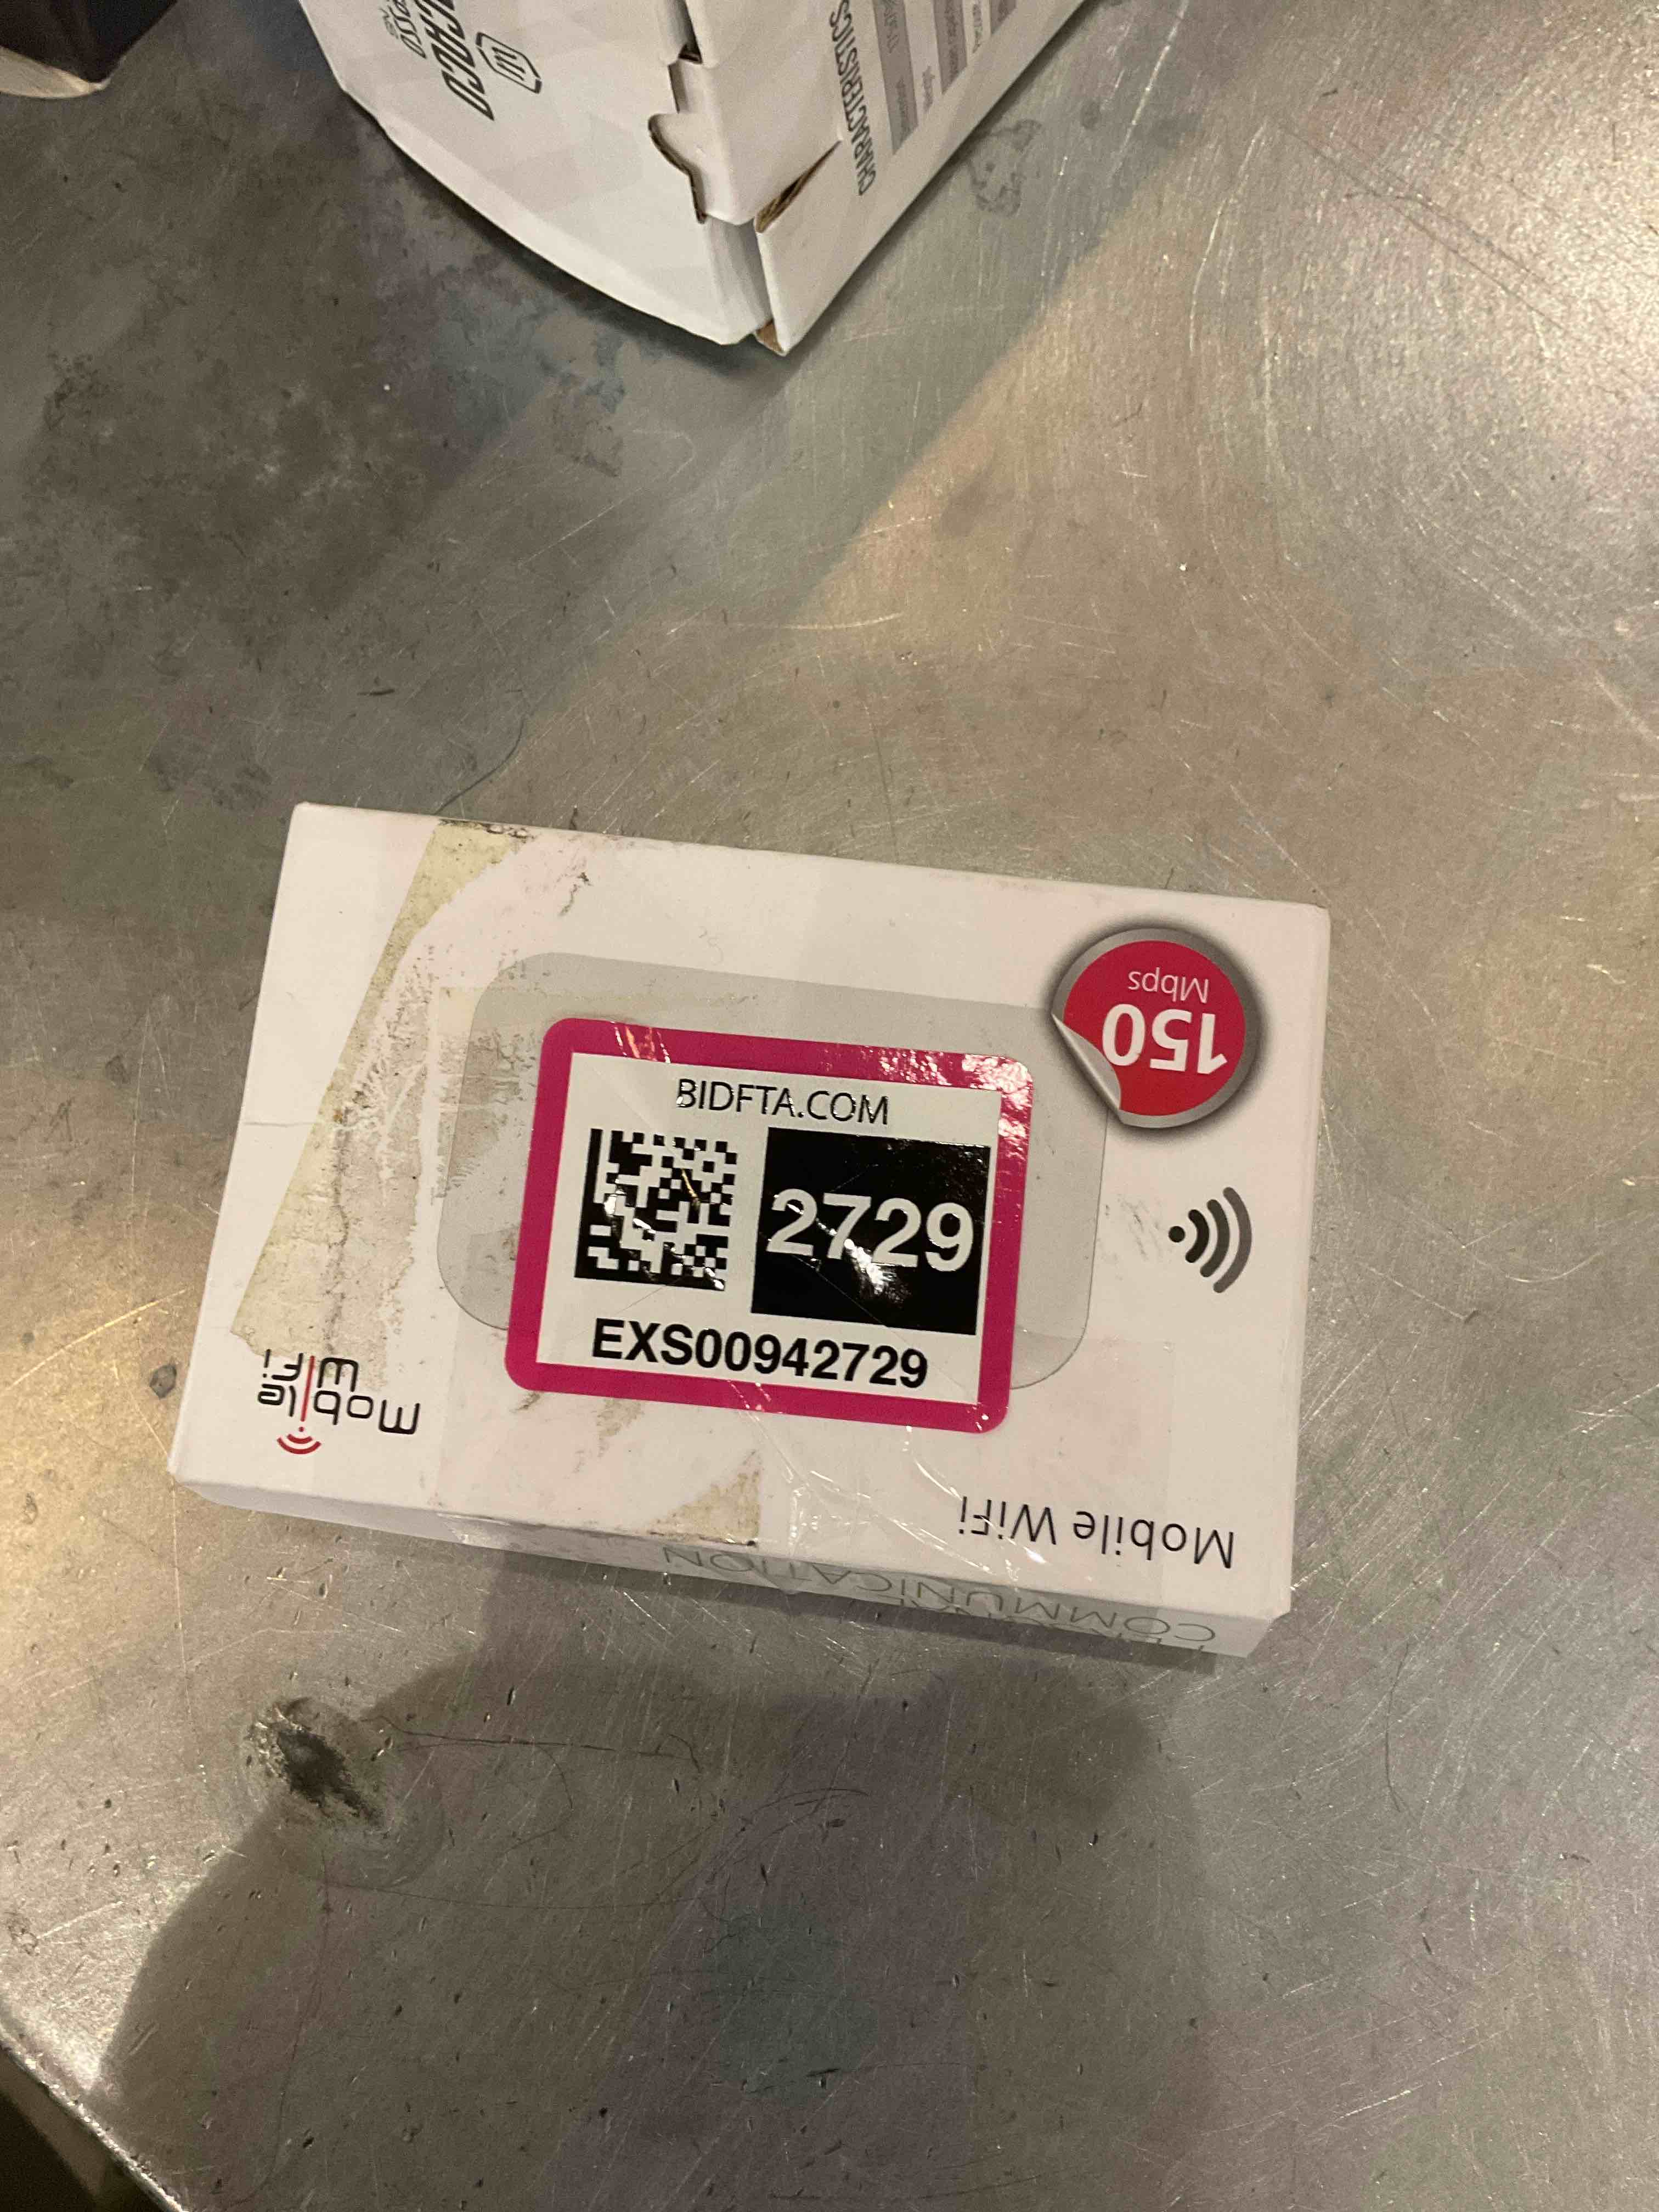 CHARACTERISTICS
BIDFTA.COM
2729
EXS00942729
150
Mbps
Mobile
WiFi
Mobile WiFi
COMMUNICATION